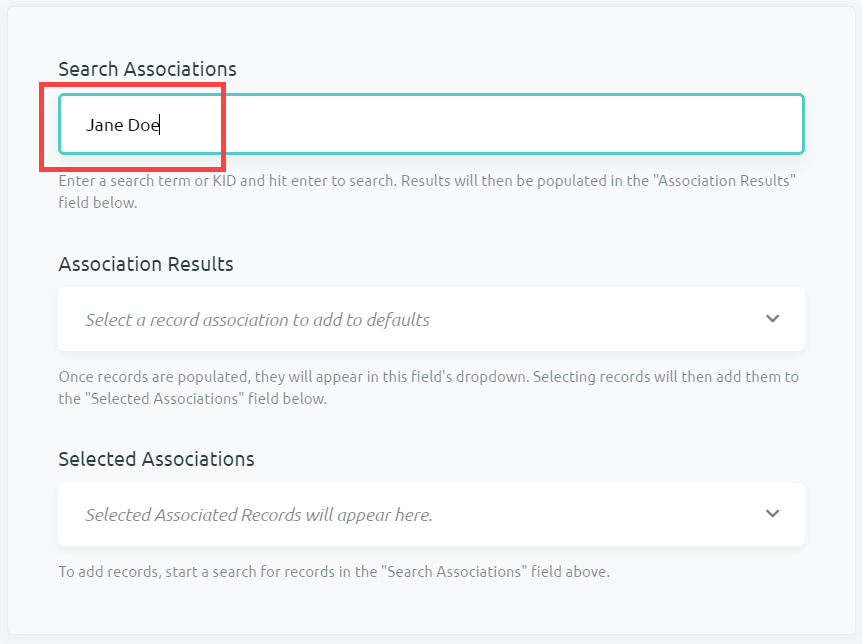 Search Associations
Jane Doe
Enter a search term or KID and hit enter to search. Results will then be populated in the "Association Results"
field below.
Association Results
Select a record association to add to defaults
Once records are populated, they will appear in this field's dropdown. Selecting records will then add them to
the "Selected Associations" field below.
Selected Associations
Selected Associated Records will appear here.
To add records, start a search for records in the "Search Associations" field above.